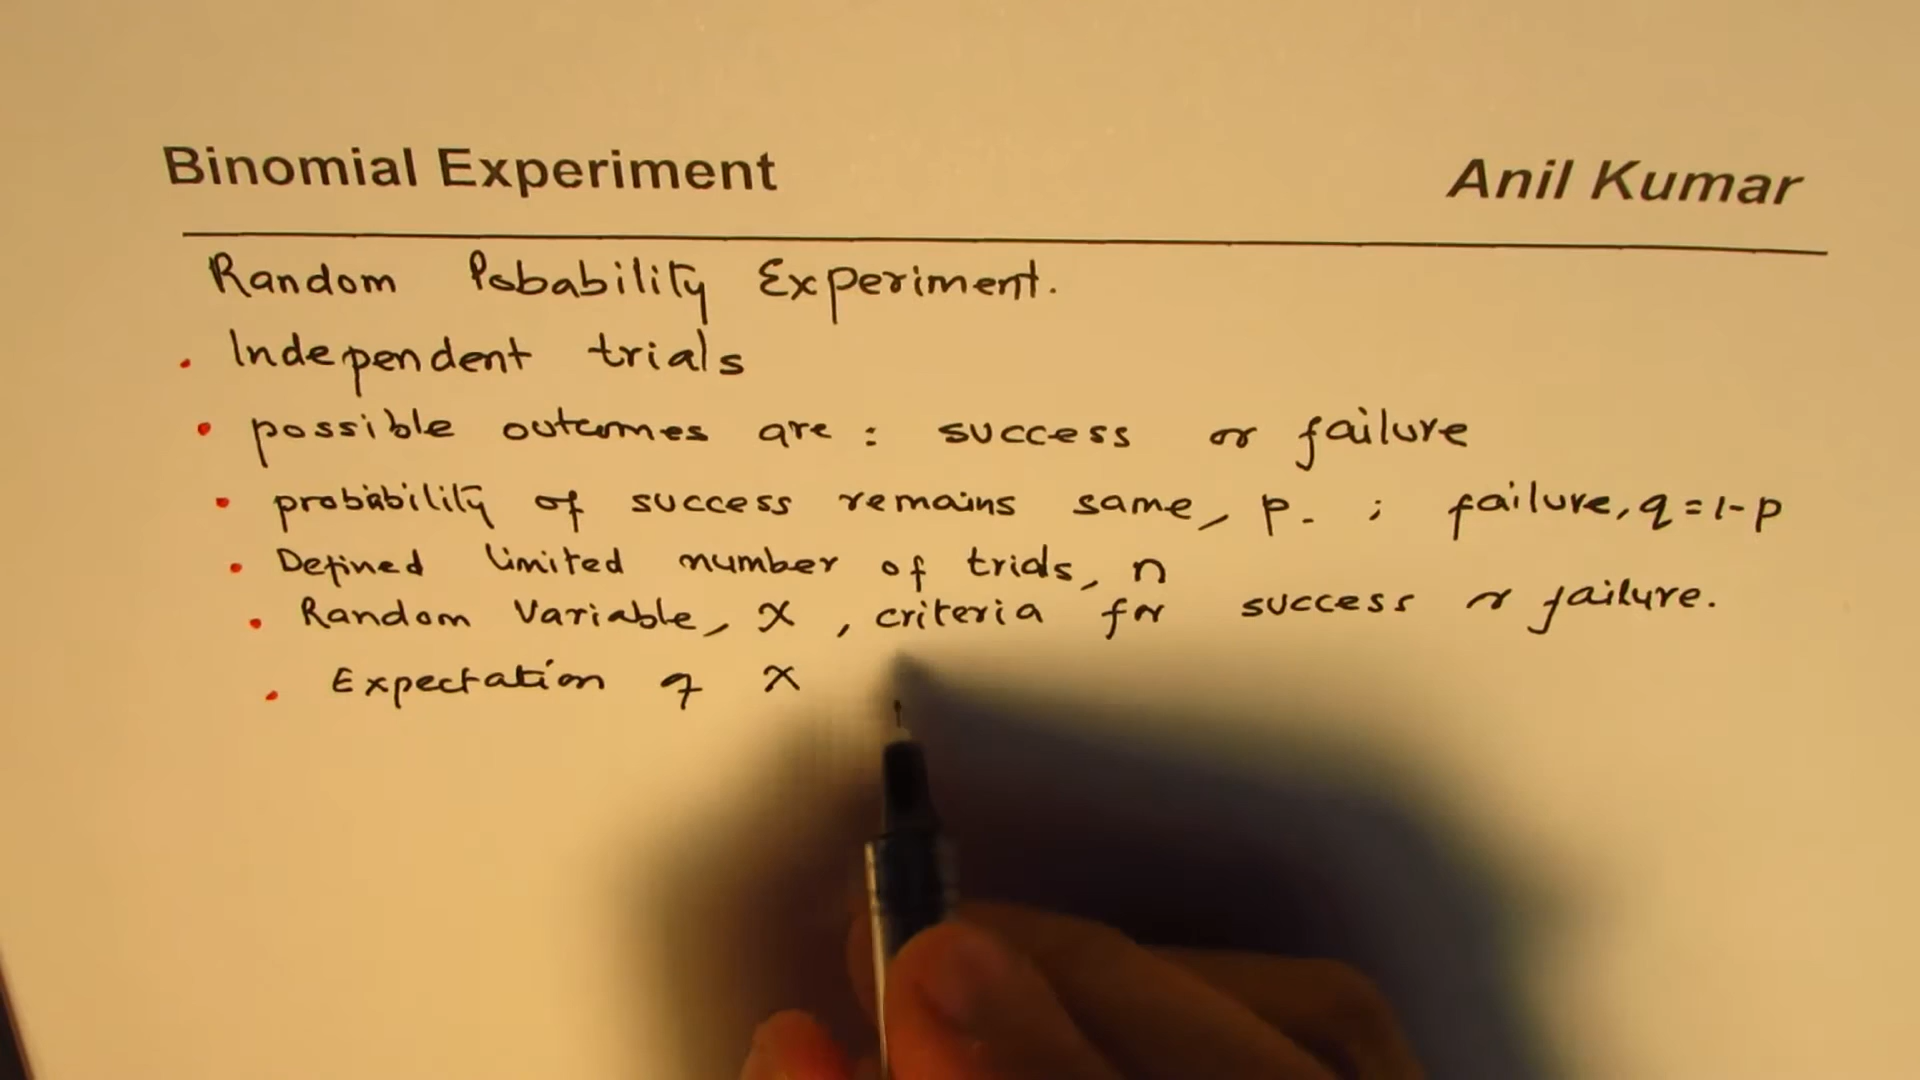 Binomial Experiment Anil Kumar
Random Pobability Experiment.
. Independent trials
. possible outcomes are : success or failure
. probability of success remains same, p. ; failure, q = 1 - p
. Defined limited number of trials, n
. Random Variable, X, criteria for success or failure.
. Expectation of X